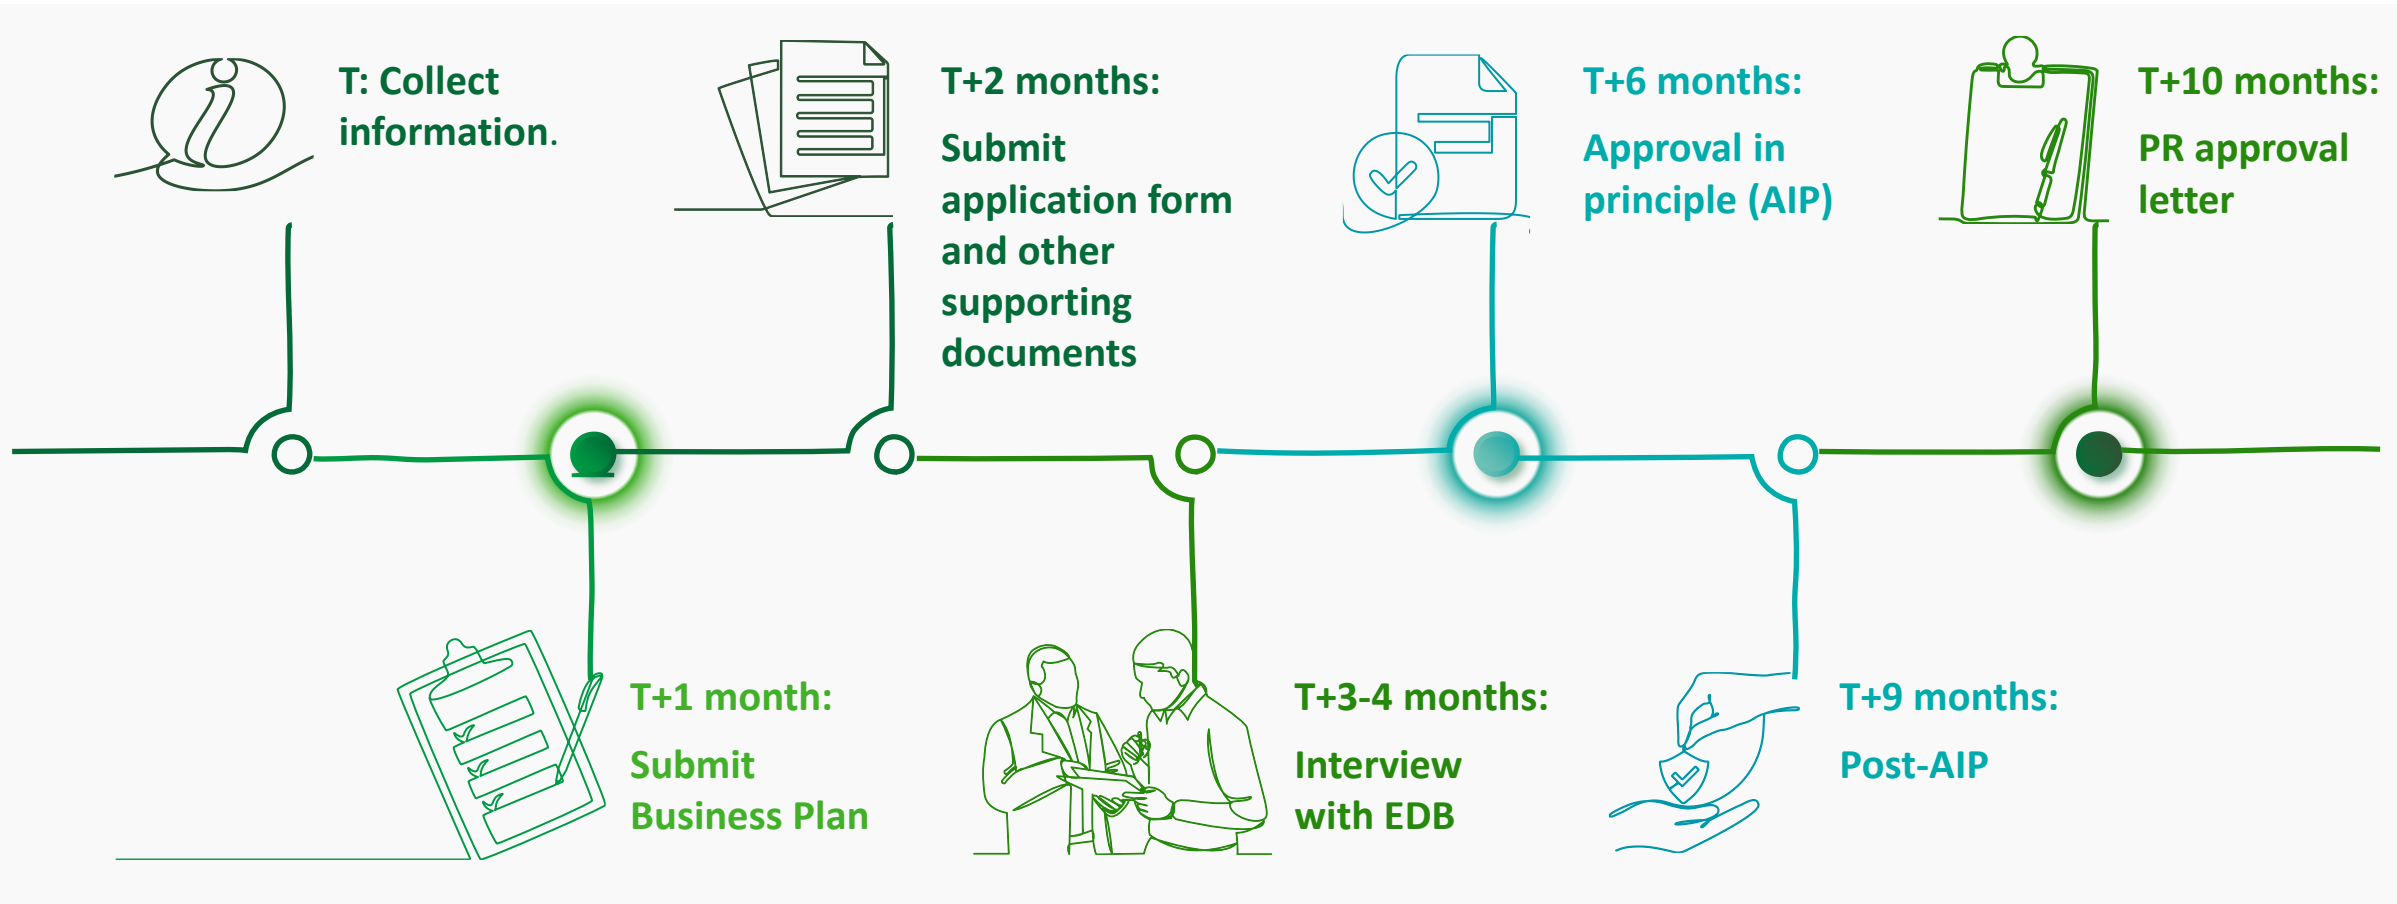 T: Collect
information.
T+1 month:
Submit
Business Plan
T+2 months:
Submit
application form
and other
supporting
documents
T+3-4 months:
Interview
with EDB
T+6 months:
Approval in
principle (AIP)
T+9 months:
Post-AIP
T+10 months:
PR approval
letter